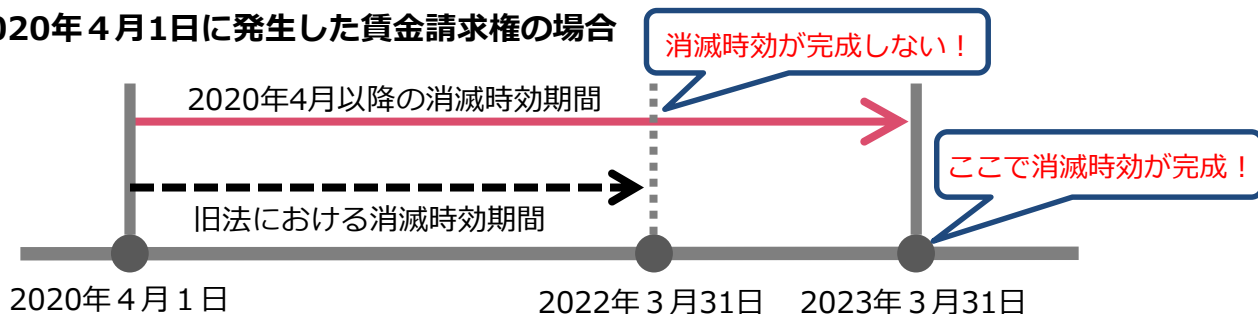 020年４月1日に発生した賃金請求権の場合
消滅時効が完成しない！
2020年4月以降の消滅時効期間
ここで消滅時効が完成！
旧法における消滅時効期間
2020年４月１日
2022年３月31日
2023年３月31日